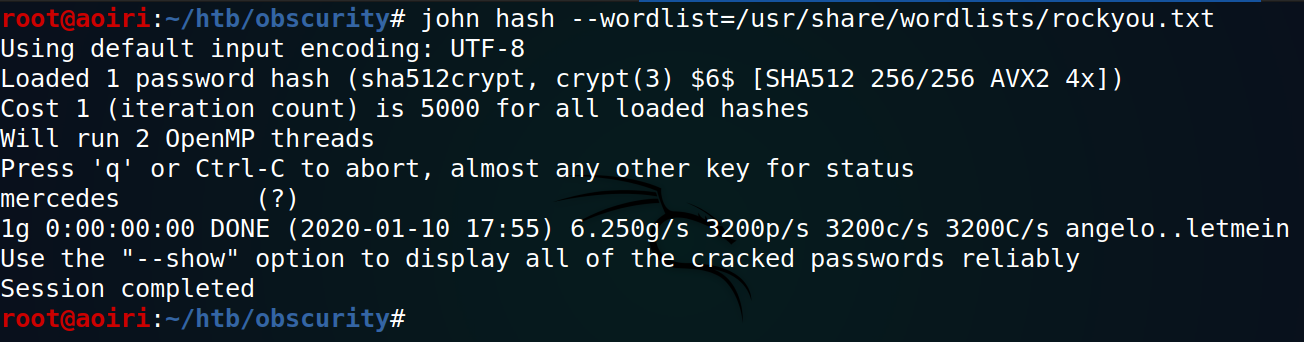 root@aoiri:~/htb/obscurity# john hash --wordlist=/usr/share/wordlists/rockyou.txt
Using default input encoding: UTF-8
Loaded 1 password hash (sha512crypt, crypt(3) $6$ [SHA512 256/256 AVX2 4x])
Cost 1 (iteration count) is 5000 for all loaded hashes
Will run 2 OpenMP threads
Press 'q' or Ctrl-C to abort, almost any other key for status
mercedes         (?)
1g 0:00:00:00 DONE (2020-01-10 17:55) 6.250g/s 3200p/s 3200c/s 3200C/s angelo..letmein
Use the "--show" option to display all of the cracked passwords reliably
Session completed
root@aoiri:~/htb/obscurity#